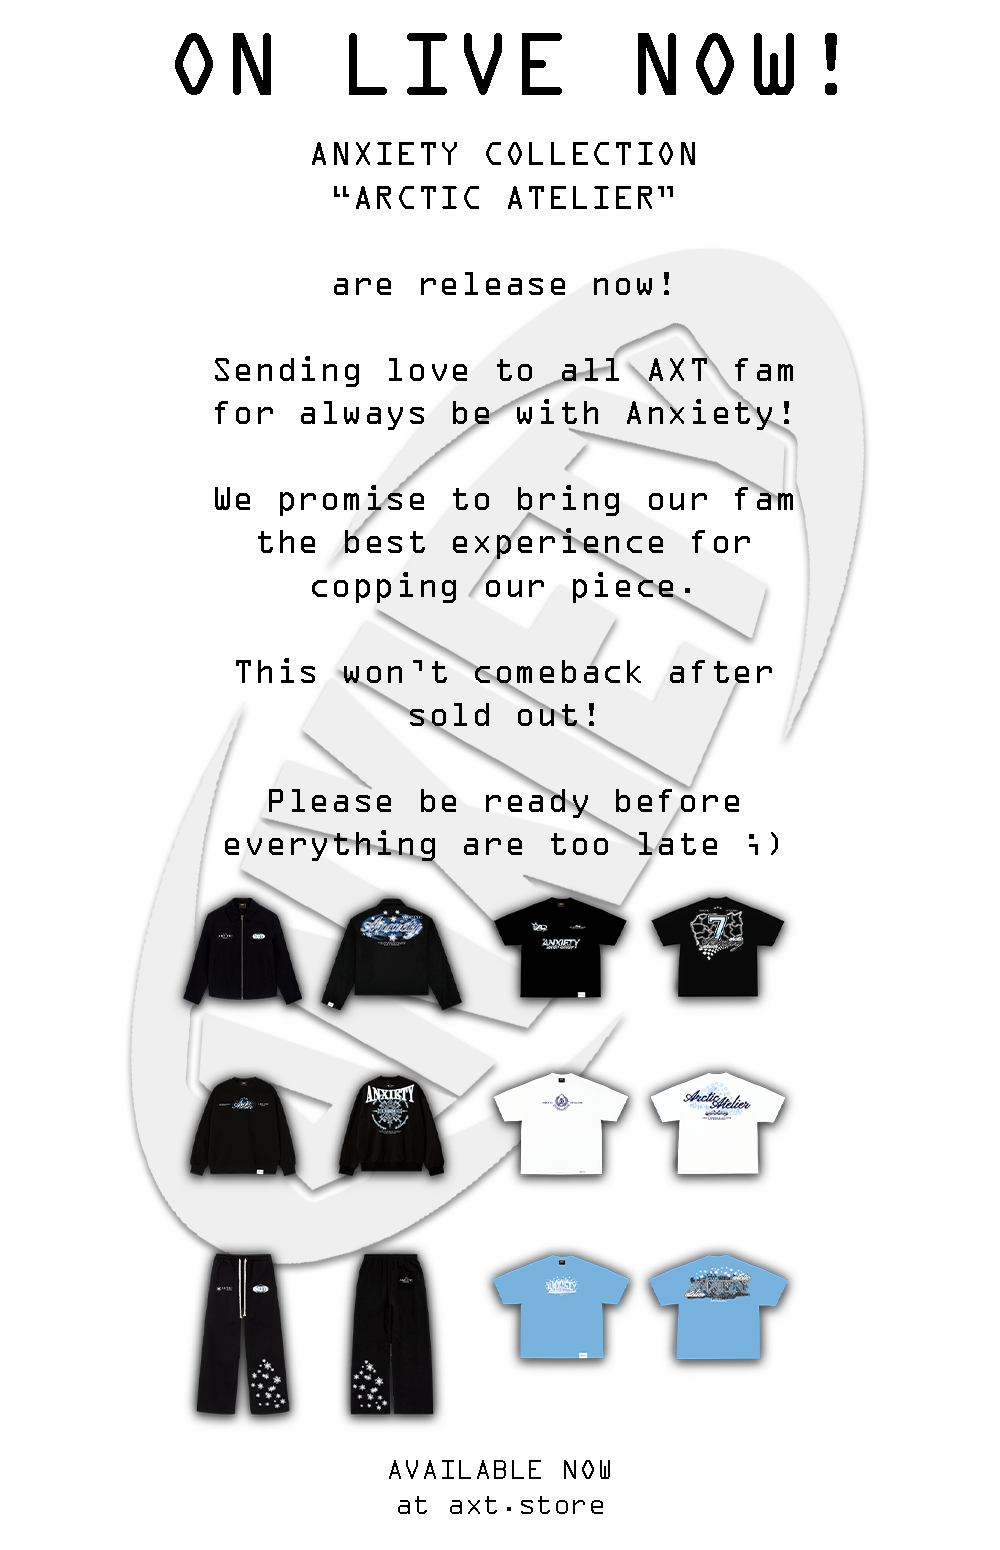 ON LIVE NOW!
ANXIETY COLLECTION
“ARCTIC ATELIER”
are release now!
Sending love to all AXT fam
for always be with Anxiety!
We promise to bring our fam
the best experience for
copping our piece.
This won't comeback after
sold out!
Please be ready before
everything are too late ;)
ANXIETY
ANXIETY
7
ANXIETY
Arctic Atelier
ANXIETY
AVAILABLE NOW
at axt.store